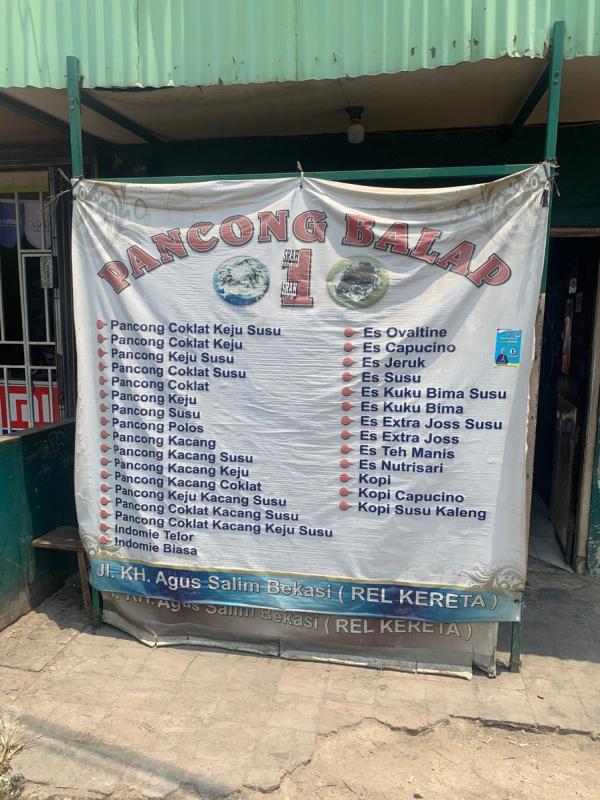 PANCONG BALAP
1
Pancong Coklat Keju Susu
Pancong Coklat Keju
Pancong Keju Susu
Pancong Coklat Susu
Pancong Coklat
Pancong Keju
Pancong Susu
Pancong Polos
Pancong Kacang
Pancong Kacang Susu
Pancong Kacang Keju
Pancong Kacang Coklat
Pancong Keju Kacang Susu
Pancong Coklat Kacang Susu
Pancong Coklat Kacang Keju Susu
Indomie Telor
Indomie Biasa
Es Ovaltine
Es Capucino
Es Jeruk
Es Susu
Es Kuku Bima Susu
Es Kuku Bima
Es Extra Joss Susu
Es Extra Joss
Es Teh Manis
Es Nutrisari
Kopi
Kopi Capucino
Kopi Susu Kaleng
Jl. KH. Agus Salim Bekasi ( REL KERETA )
KH. Agus Salim Bekasi ( REL KERETA )